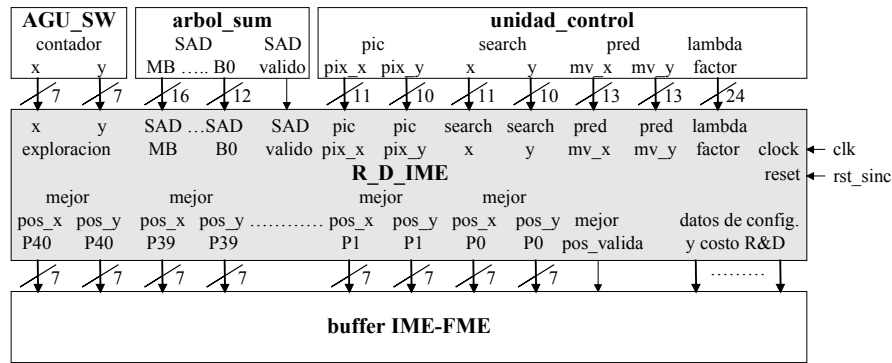 AGU_SW arbol_sum unidad_control
contador SAD SAD pic search pred lambda
x y MB ..... B0 valido pix_x pix_y x y mv_x mv_y factor
7 7 16 12 11 10 11 10 13 13 24
x y SAD ...SAD SAD pic pic search search pred pred lambda
exploracion MB B0 valido pix_x pix_y x y mv_x mv_y factor clock clk
R_D_IME reset rst_sinc
mejor mejor mejor mejor
pos_x pos_y pos_x pos_y ............ pos_x pos_y pos_x pos_y mejor datos de config.
P40 P40 P39 P39 P1 P1 P0 P0 pos_valida y costo R&D
7 7 7 7 7 7 7 7 .........
buffer IME-FME